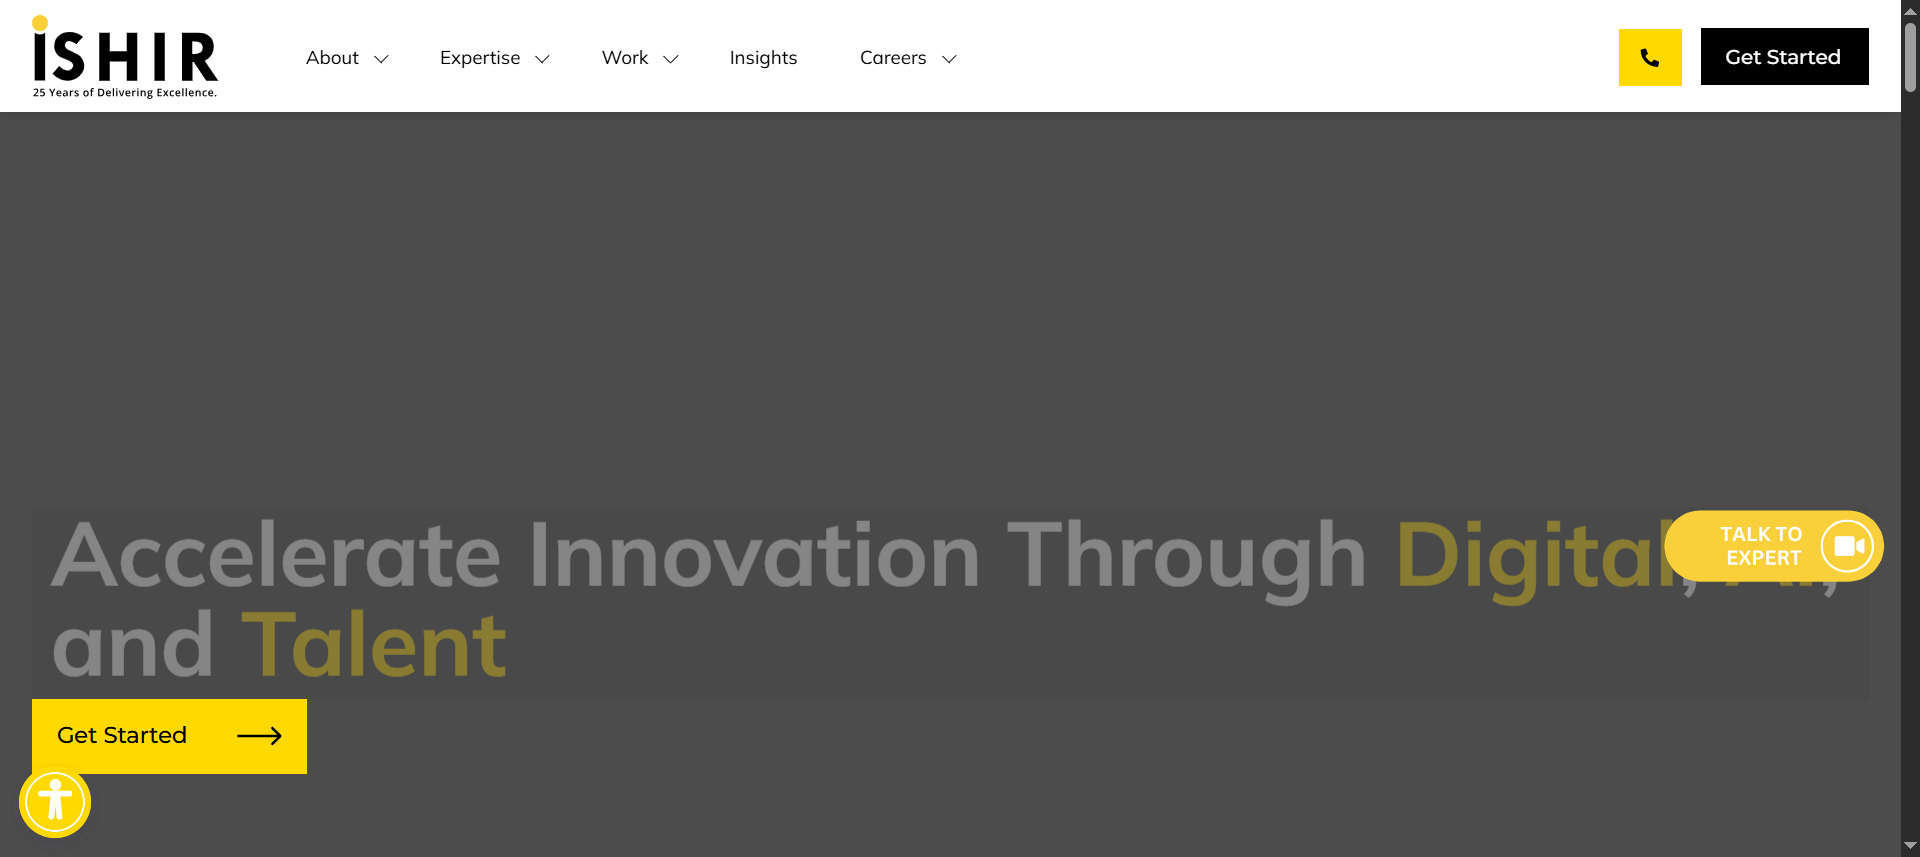 iSHIR
25 Years of Delivering Excellence.
About
Expertise
Work
Insights
Careers
Get Started
Accelerate Innovation Through Digital, AI,
and Talent
TALK TO
EXPERT
Get Started